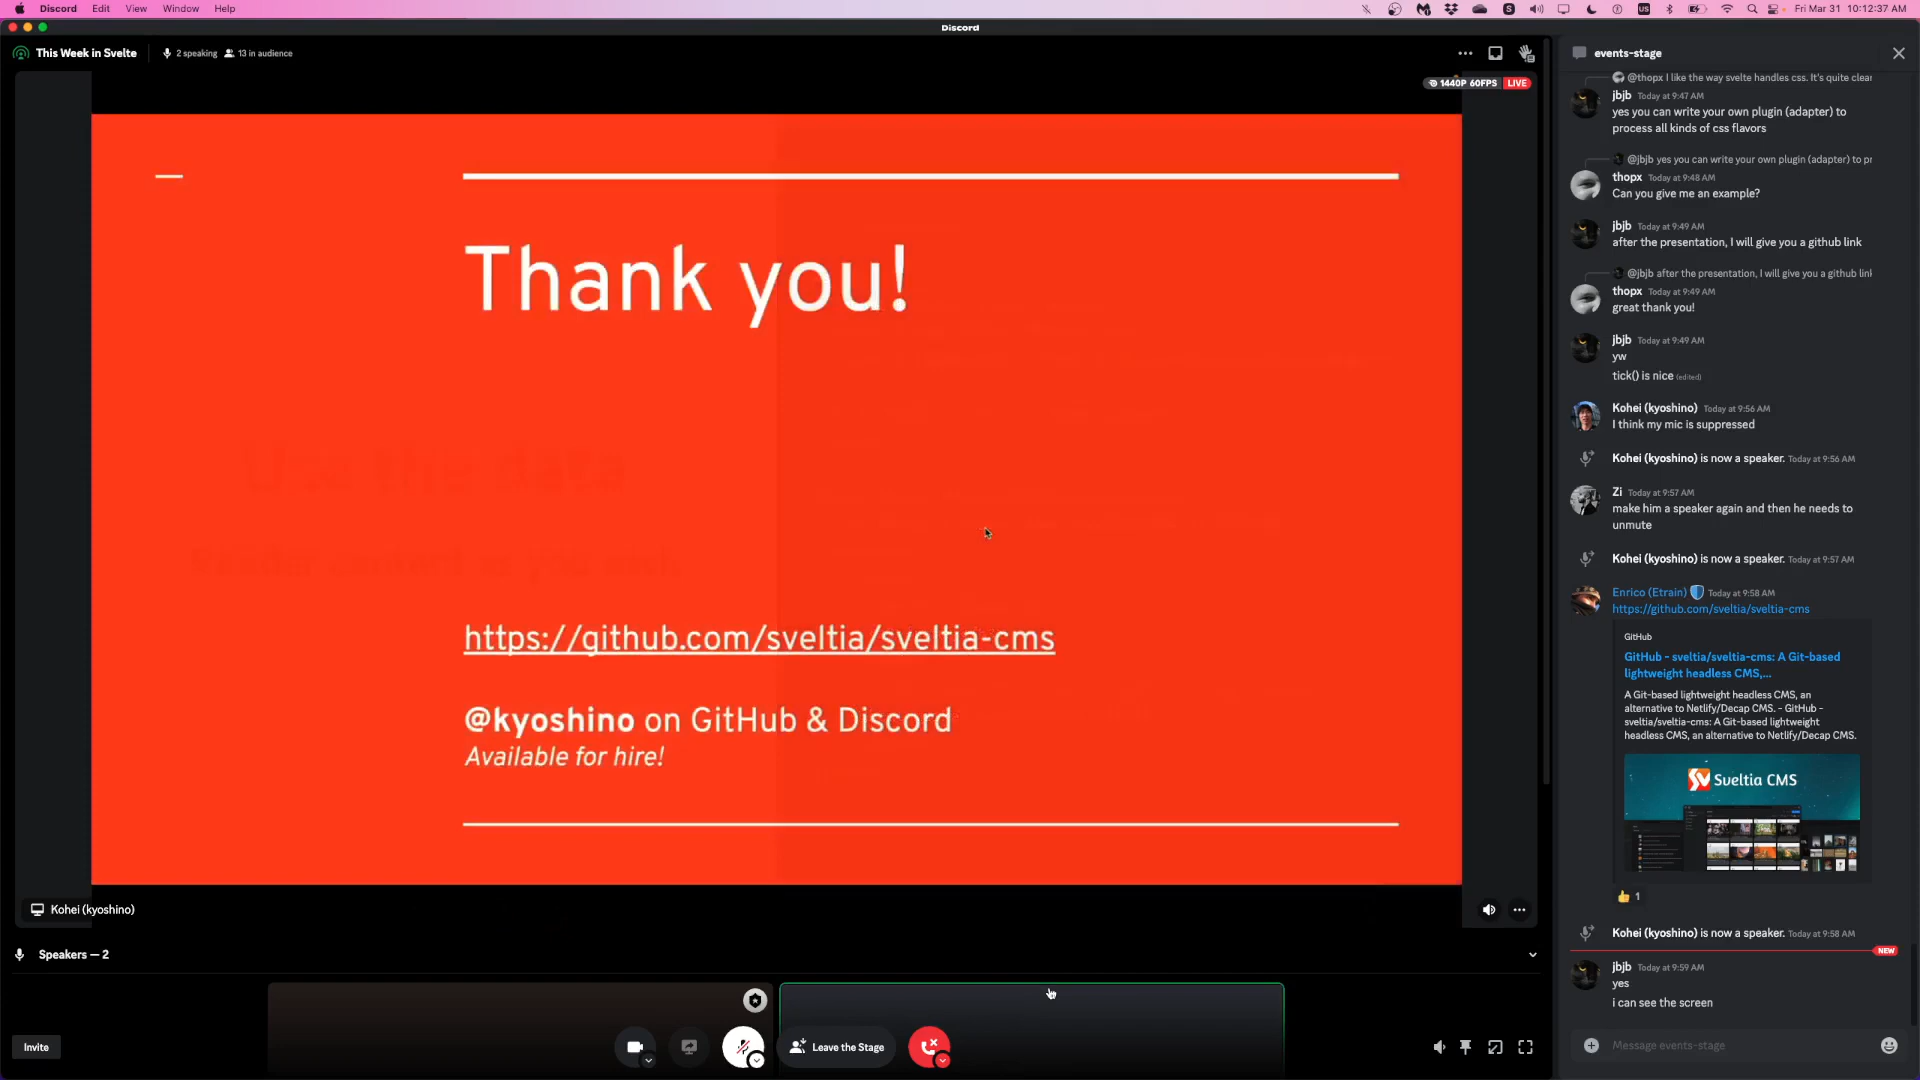 Discord Edit View Window Help
Fri Mar 31 10:12:37 AM
Discord
This Week in Svelte
2 speaking 13 in audience
1440P 60FPS LIVE
Thank you!
https://github.com/sveltia/sveltia-cms
@kyoshino on GitHub & Discord
Available for hire!
Kohei (kyoshino)
Speakers — 2
Invite
Leave the Stage
events-stage
@thopx I like the way svelte handles css. It's quite clear
jbjb Today at 9:47 AM
yes you can write your own plugin (adapter) to
process all kinds of css flavors
@jbjb yes you can write your own plugin (adapter) to pr
thopx Today at 9:48 AM
Can you give me an example?
jbjb Today at 9:49 AM
after the presentation, I will give you a github link
@jbjb after the presentation, I will give you a github link
thopx Today at 9:49 AM
great thank you!
jbjb Today at 9:49 AM
yw
tick() is nice (edited)
Kohei (kyoshino) Today at 9:56 AM
I think my mic is suppressed
Kohei (kyoshino) is now a speaker. Today at 9:56 AM
Zi Today at 9:57 AM
make him a speaker again and then he needs to
unmute
Kohei (kyoshino) is now a speaker. Today at 9:57 AM
Enrico (Etrain) Today at 9:58 AM
https://github.com/sveltia/sveltia-cms
GitHub
GitHub - sveltia/sveltia-cms: A Git-based
lightweight headless CMS,...
A Git-based lightweight headless CMS, an
alternative to Netlify/Decap CMS. - GitHub -
sveltia/sveltia-cms: A Git-based lightweight
headless CMS, an alternative to Netlify/Decap CMS.
Sveltia CMS
1
Kohei (kyoshino) is now a speaker. Today at 9:58 AM
NEW
jbjb Today at 9:59 AM
yes
i can see the screen
Message events-stage